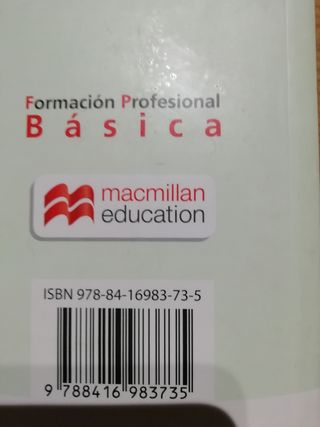 Formación Profesional
Básica
macmillan
education
ISBN 978-84-16983-73-5
9 788416 983735